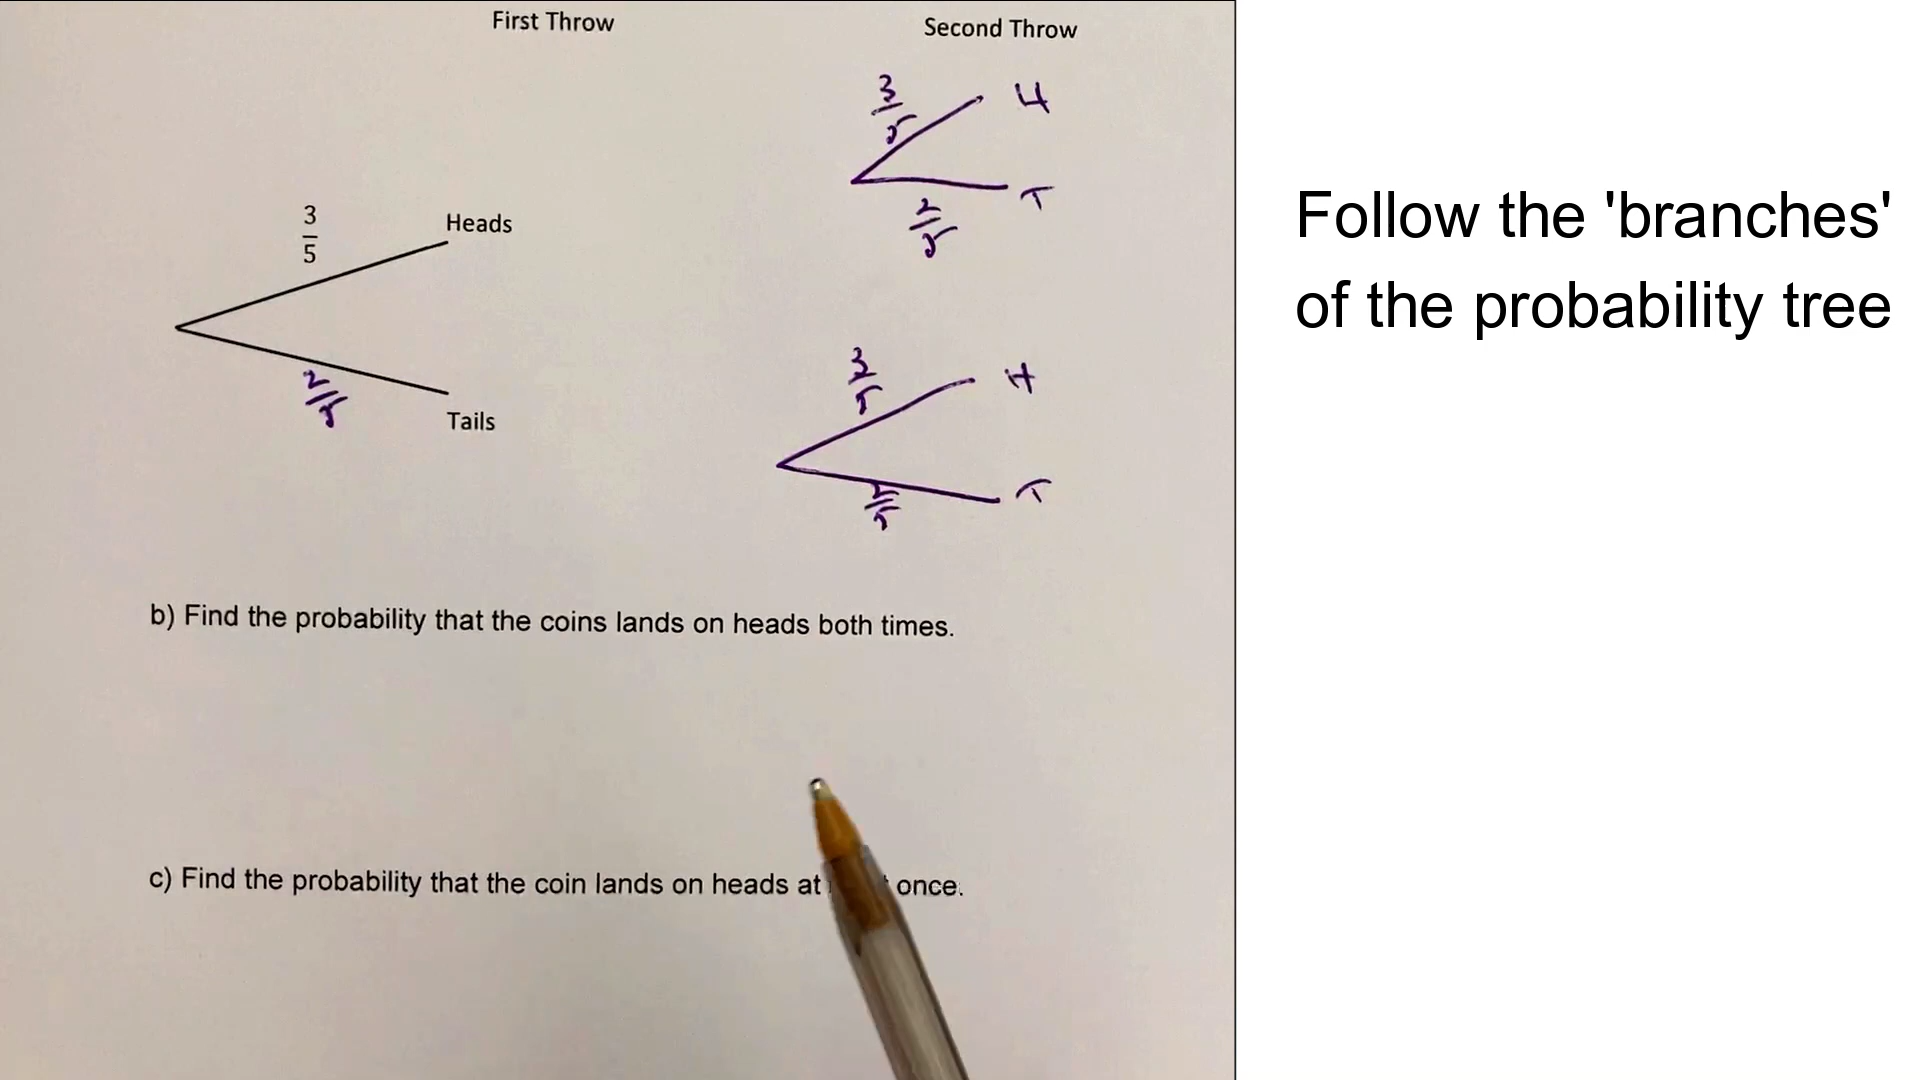 First Throw
Second Throw
3
5
H
3
5
Heads
T
2
5
2
5
Tails
3
5
H
2
5
T
b) Find the probability that the coins lands on heads both times.
c) Find the probability that the coin lands on heads at once.
Follow the 'branches'
of the probability tree